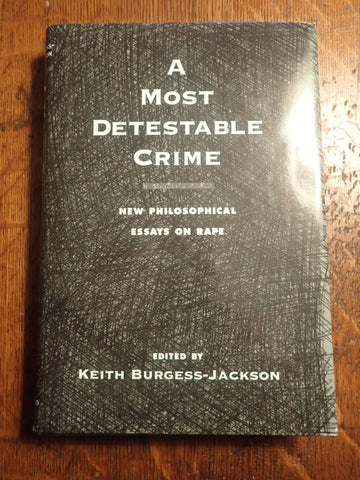 A
MOST
DETESTABLE
CRIME
NEW PHILOSOPHICAL
ESSAYS ON RAPE
EDITED BY
KEITH BURGESS-JACKSON